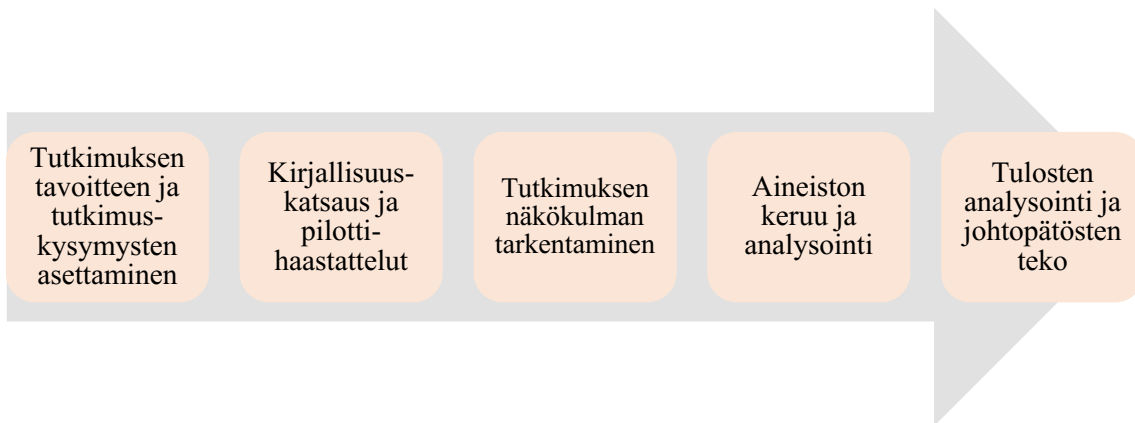 Tutkimuksen
tavoitteen ja
tutkimus-
kysymysten
asettaminen
Kirjallisuus-
katsaus ja
pilotti-
haastattelut
Tutkimuksen
näkökulman
tarkentaminen
Aineiston
keruu ja
analysointi
Tulosten
analysointi ja
johtopätösten
teko